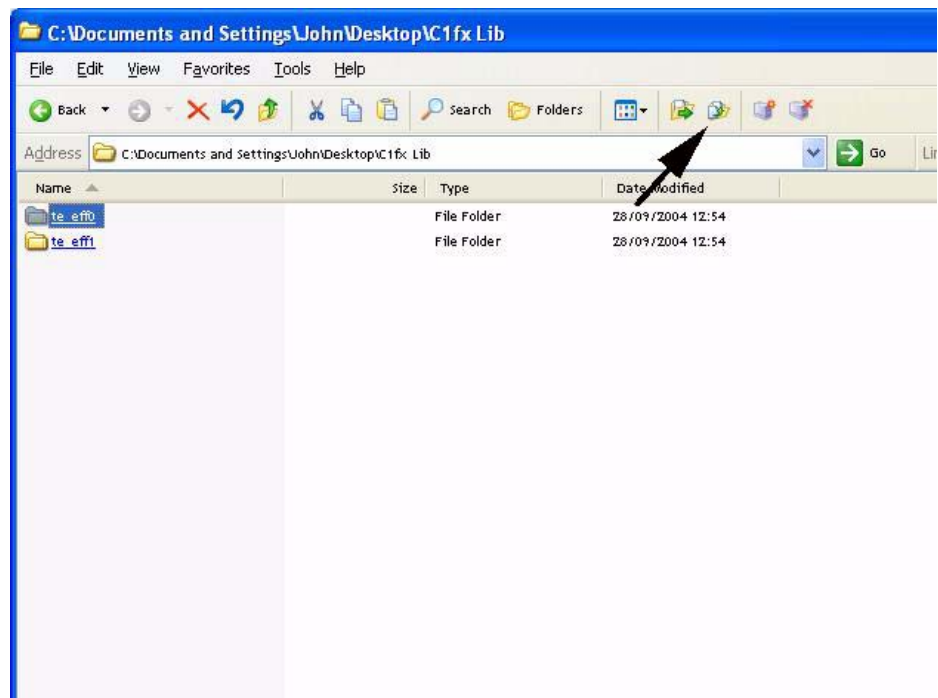 C:\Documents and Settings\John\Desktop\C1fx Lib
File Edit View Favorites Tools Help
Back Search Folders
Address C:\Documents and Settings\John\Desktop\C1fx Lib Go
Name Size Type Date Modified
te_eff0 File Folder 28/09/2004 12:54
te_eff1 File Folder 28/09/2004 12:54